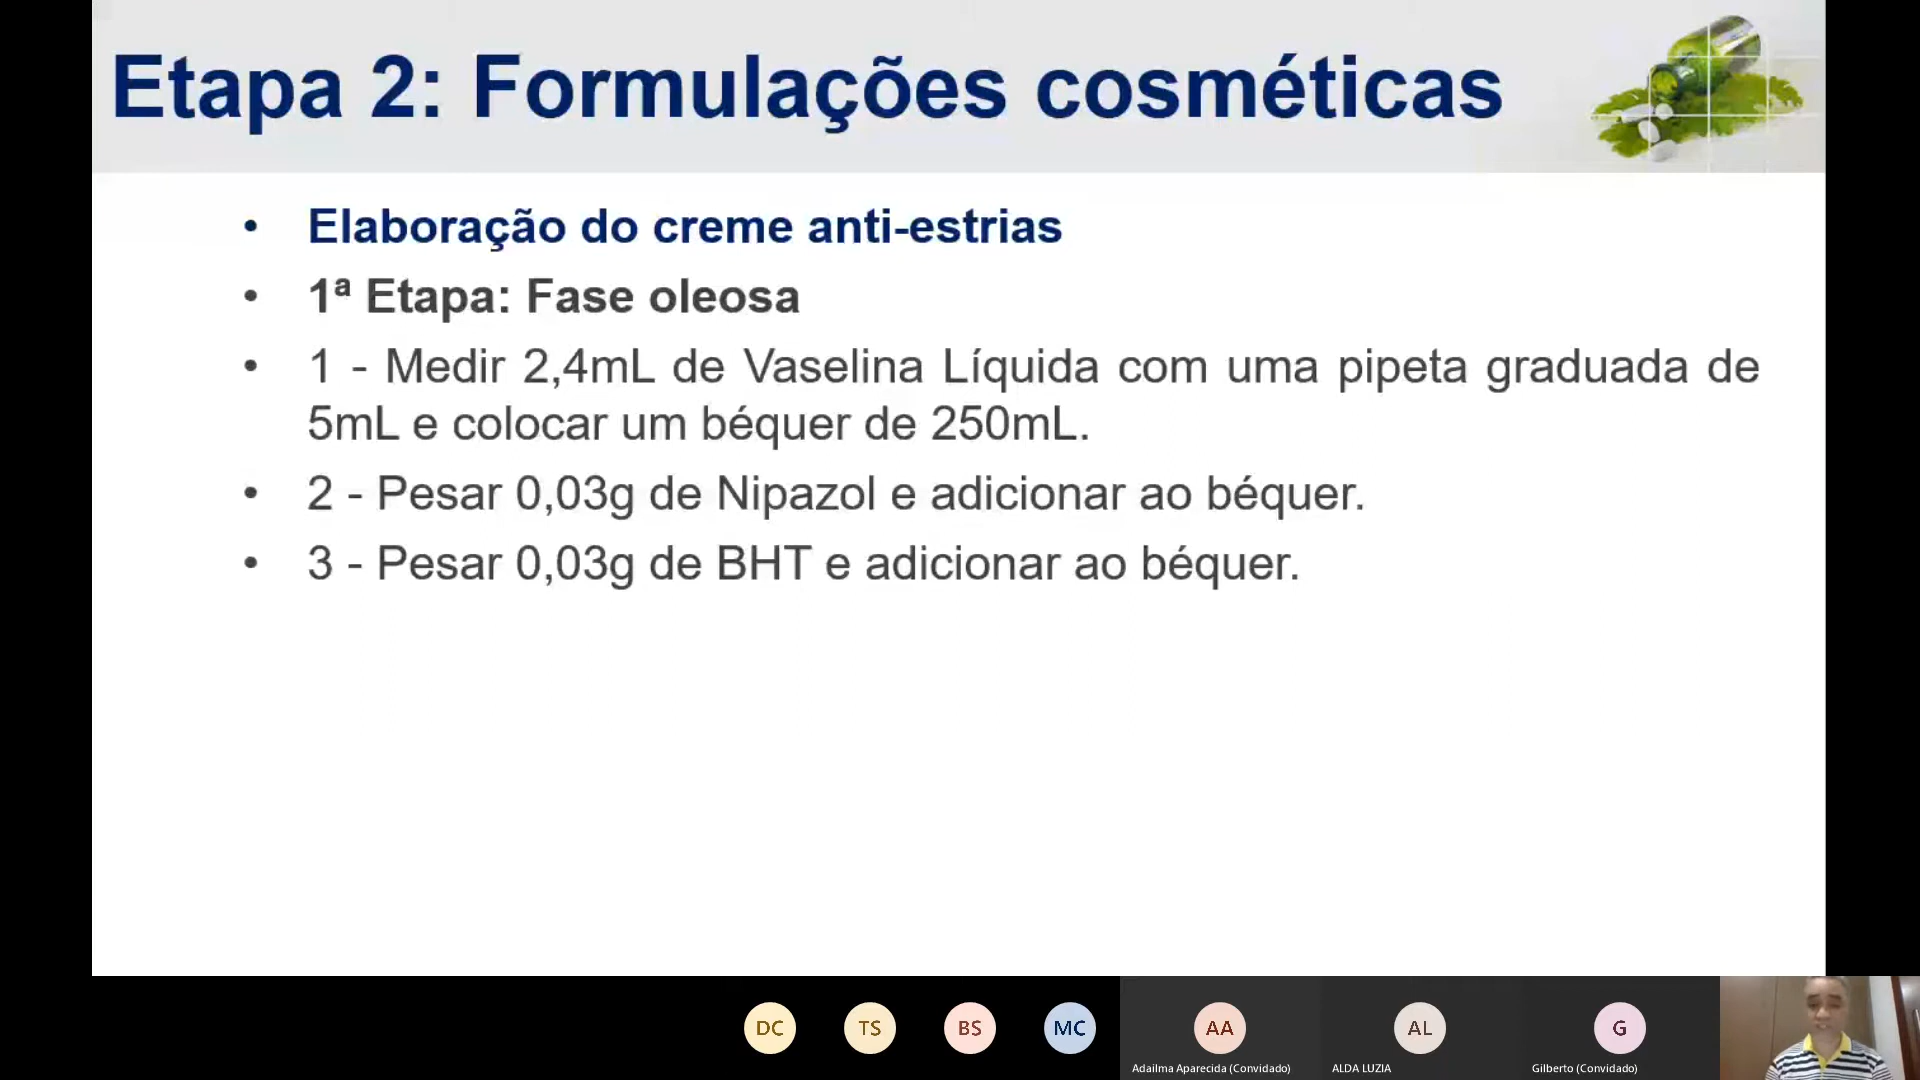 Etapa 2: Formulações cosméticas
• Elaboração do creme anti-estrias
• 1ª Etapa: Fase oleosa
• 1 - Medir 2,4mL de Vaselina Líquida com uma pipeta graduada de
5mL e colocar um béquer de 250mL.
• 2 - Pesar 0,03g de Nipazol e adicionar ao béquer.
• 3 - Pesar 0,03g de BHT e adicionar ao béquer.
DC TS BS MC AA AL G
Adailma Aparecida (Convidado) ALDA LUZIA Gilberto (Convidado)